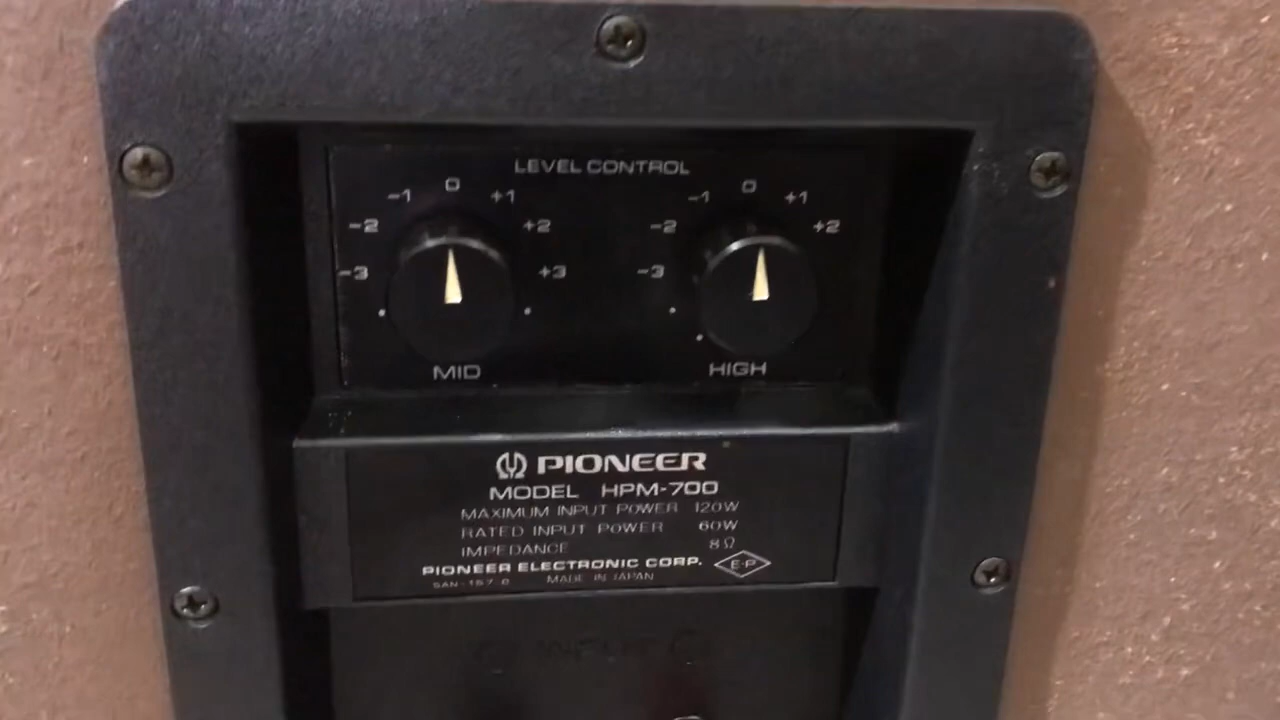 LEVEL CONTROL
-3 -2 -1 0 +1 +2 +3
-3 -2 -1 0 +1 +2
MID HIGH
PIONEER
MODEL HPM-700
MAXIMUM INPUT POWER 120W
RATED INPUT POWER 60W
IMPEDANCE 8Ω
PIONEER ELECTRONIC CORP. E-P
MADE IN JAPAN
INPUT